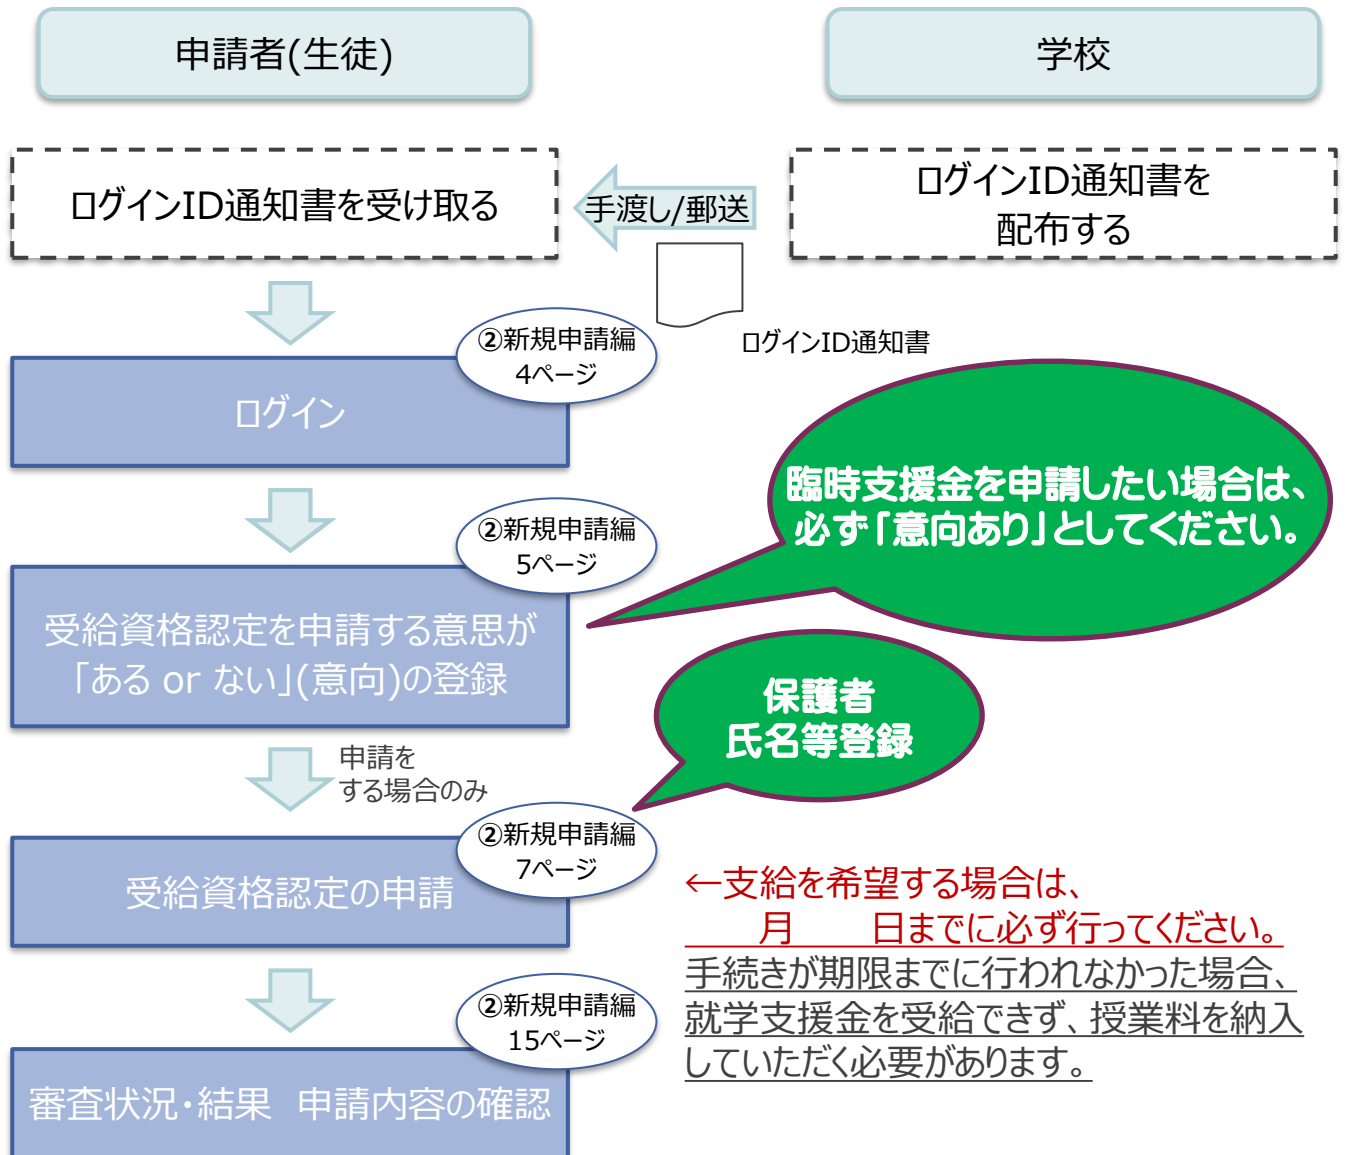 申請者(生徒)
学校
ログインID通知書を受け取る
手渡し/郵送
ログインID通知書を
配布する
ログインID通知書
②新規申請編
4ページ
ログイン
臨時支援金を申請したい場合は、
必ず「意向あり」としてください。
②新規申請編
5ページ
受給資格認定を申請する意思が
「ある or ない」(意向)の登録
保護者
氏名等登録
申請を
する場合のみ
②新規申請編
7ページ
受給資格認定の申請
←支給を希望する場合は、
月　　日までに必ず行ってください。
手続きが期限までに行われなかった場合、
就学支援金を受給できず、授業料を納入
していただく必要があります。
②新規申請編
15ページ
審査状況・結果　申請内容の確認